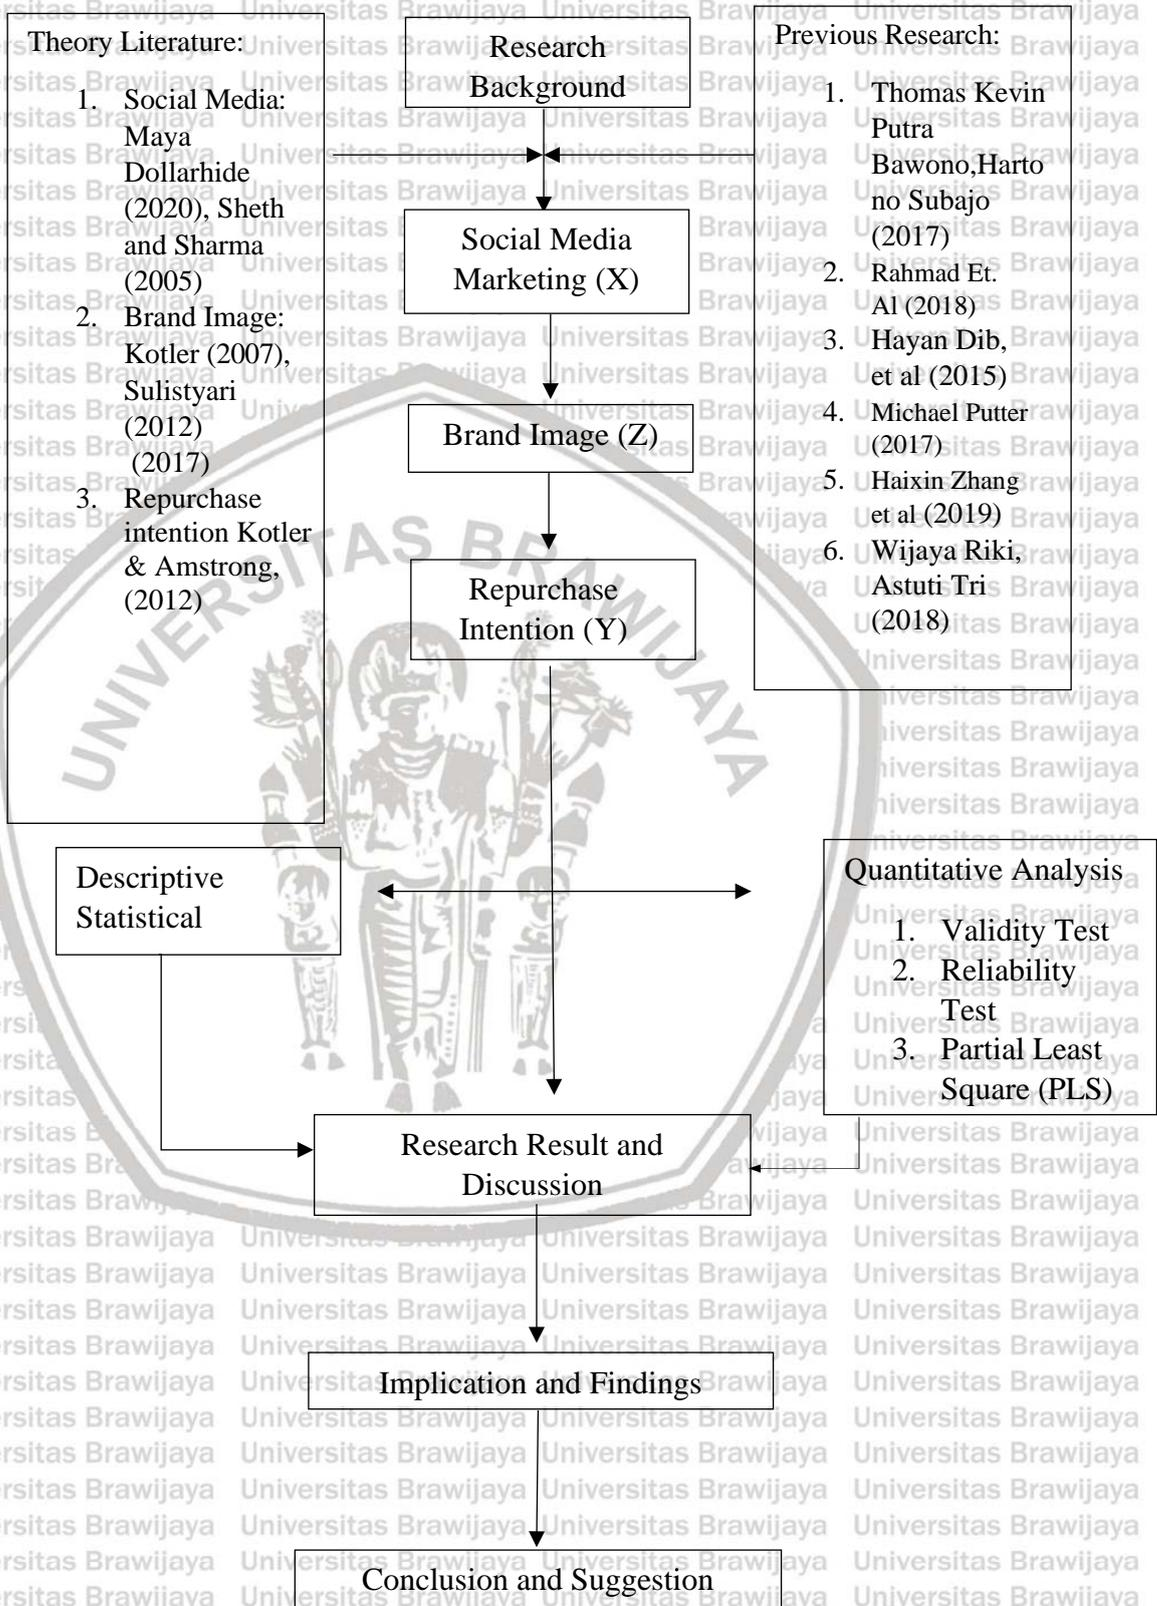 Theory Literature:
1. Social Media:
Maya
Dollarhide
(2020), Sheth
and Sharma
(2005)
2. Brand Image:
Kotler (2007),
Sulistyari
(2012)
(2017)
3. Repurchase
intention Kotler
& Amstrong,
(2012)
Research
Background
Previous Research:
1. Thomas Kevin
Putra
Bawono,Harto
no Subajo
(2017)
2. Rahmad Et.
Al (2018)
3. Hayan Dib,
et al (2015)
4. Michael Putter
(2017)
5. Haixin Zhang
et al (2019)
6. Wijaya Riki,
Astuti Tri
(2018)
Social Media
Marketing (X)
Brand Image (Z)
Repurchase
Intention (Y)
Descriptive
Statistical
Quantitative Analysis
1. Validity Test
2. Reliability
Test
3. Partial Least
Square (PLS)
Research Result and
Discussion
Implication and Findings
Conclusion and Suggestion
UNIVERSITAS BRAWIJAYA
Universitas Brawijaya